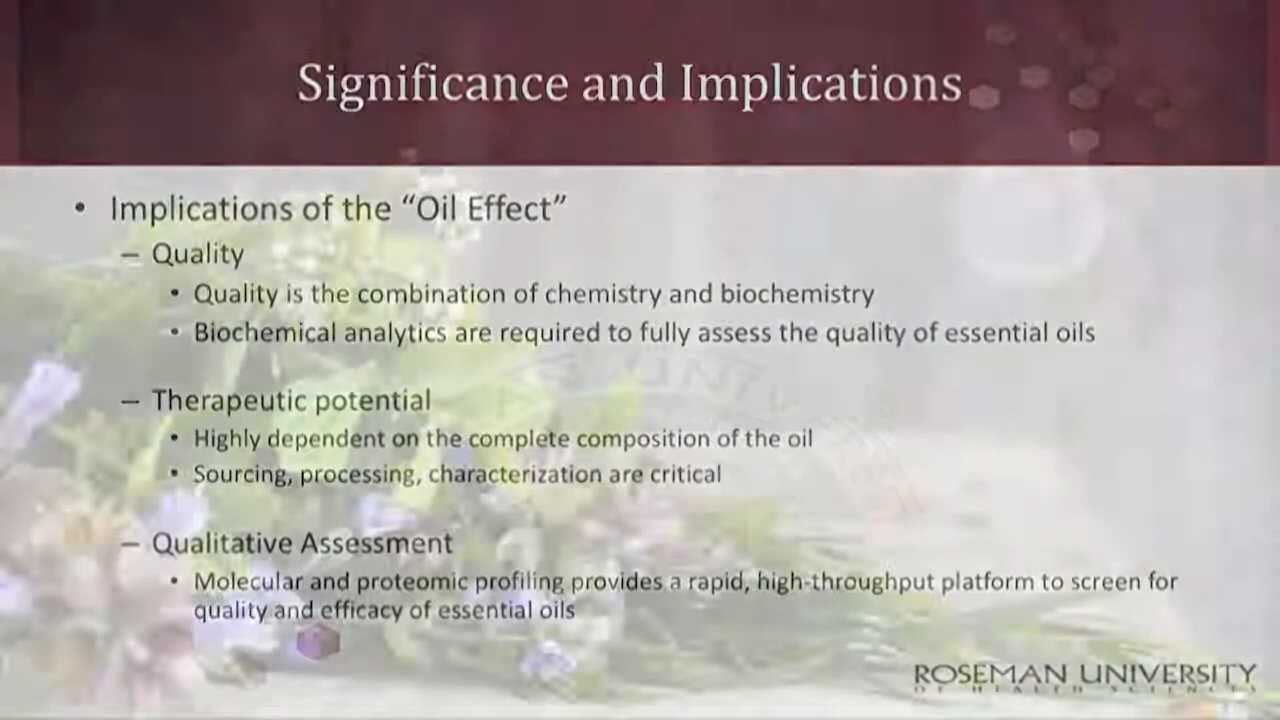 Significance and Implications
• Implications of the “Oil Effect”
– Quality
• Quality is the combination of chemistry and biochemistry
• Biochemical analytics are required to fully assess the quality of essential oils
– Therapeutic potential
• Highly dependent on the complete composition of the oil
• Sourcing, processing, characterization are critical
– Qualitative Assessment
• Molecular and proteomic profiling provides a rapid, high-throughput platform to screen for
quality and efficacy of essential oils
ROSEMAN UNIVERSITY
OF HEALTH SCIENCES